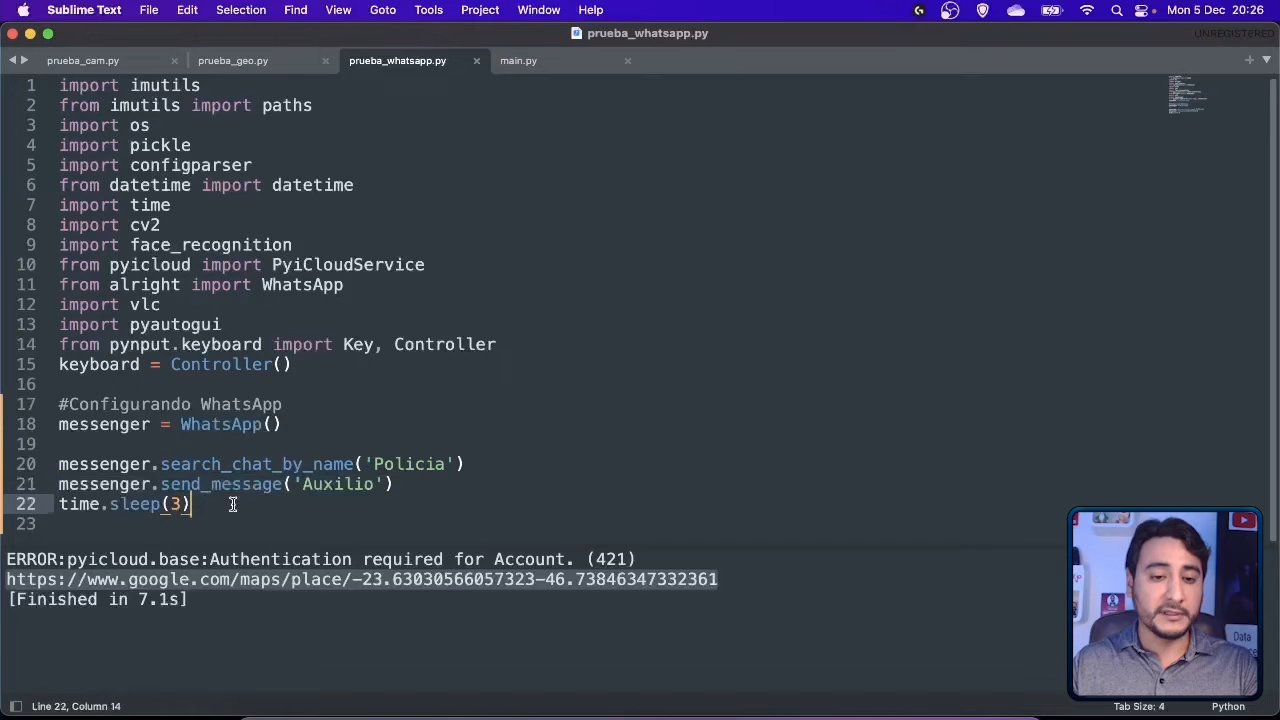 Sublime Text File Edit Selection Find View Goto Tools Project Window Help Mon 5 Dec 20:26
prueba_whatsapp.py UNREGISTERED
prueba_cam.py prueba_geo.py prueba_whatsapp.py main.py
1 import imutils
2 from imutils import paths
3 import os
4 import pickle
5 import configparser
6 from datetime import datetime
7 import time
8 import cv2
9 import face_recognition
10 from pyicloud import PyiCloudService
11 from alright import WhatsApp
12 import vlc
13 import pyautogui
14 from pynput.keyboard import Key, Controller
15 keyboard = Controller()
16
17 #Configurando WhatsApp
18 messenger = WhatsApp()
19
20 messenger.search_chat_by_name('Policia')
21 messenger.send_message('Auxilio')
22 time.sleep(3)
23
ERROR:pyicloud.base:Authentication required for Account. (421)
https://www.google.com/maps/place/-23.63030566057323-46.73846347332361
[Finished in 7.1s]
Data
Line 22, Column 14 Tab Size: 4 Python